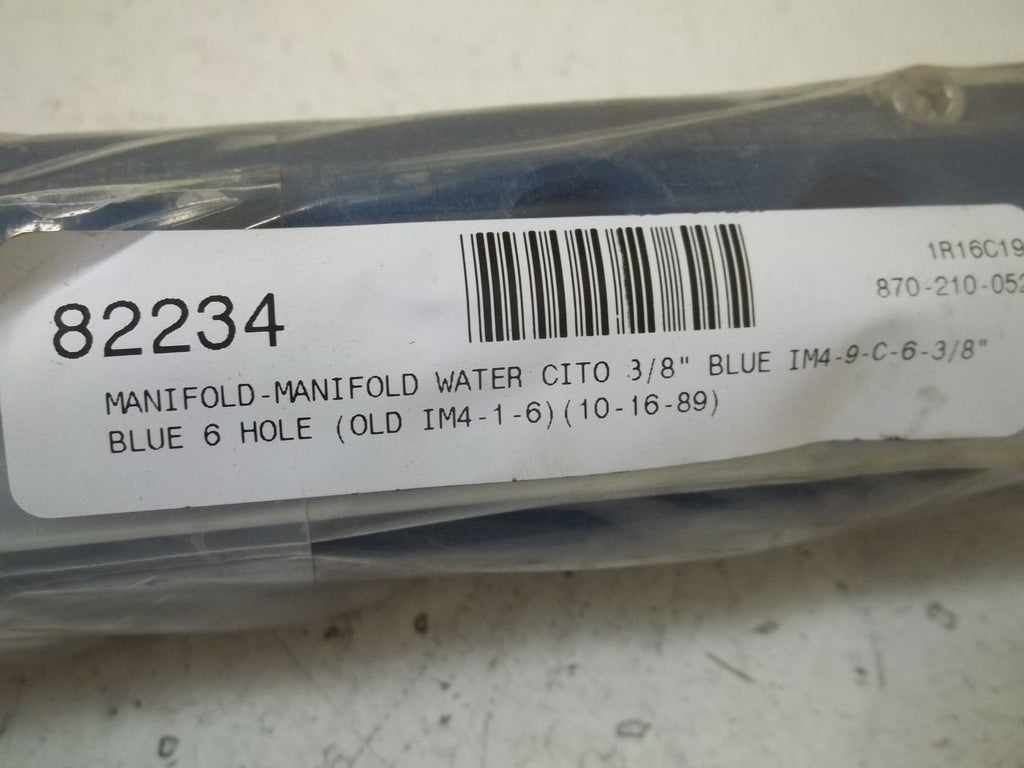 1R16C19
870-210-052
82234
MANIFOLD-MANIFOLD WATER CITO 3/8" BLUE IM4-9-C-6-3/8"
BLUE 6 HOLE (OLD IM4-1-6)(10-16-89)